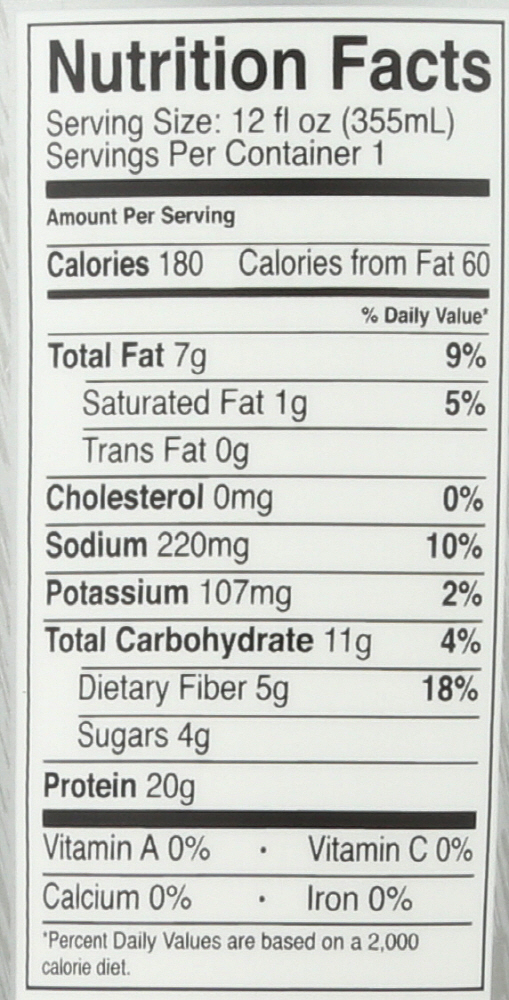 Nutrition Facts
Serving Size: 12 fl oz (355mL)
Servings Per Container 1
Amount Per Serving
Calories 180 Calories from Fat 60
% Daily Value*
Total Fat 7g 9%
Saturated Fat 1g 5%
Trans Fat 0g
Cholesterol 0mg 0%
Sodium 220mg 10%
Potassium 107mg 2%
Total Carbohydrate 11g 4%
Dietary Fiber 5g 18%
Sugars 4g
Protein 20g
Vitamin A 0% · Vitamin C 0%
Calcium 0% · Iron 0%
*Percent Daily Values are based on a 2,000
calorie diet.